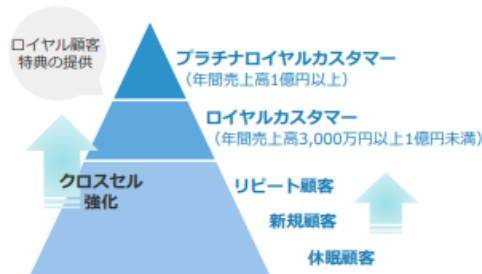 ロイヤル顧客
特典の提供
プラチナロイヤルカスタマー
（年間売上高1億円以上）
ロイヤルカスタマー
（年間売上高3,000万円以上1億円未満）
クロスセル
強化
リピート顧客
新規顧客
休眠顧客